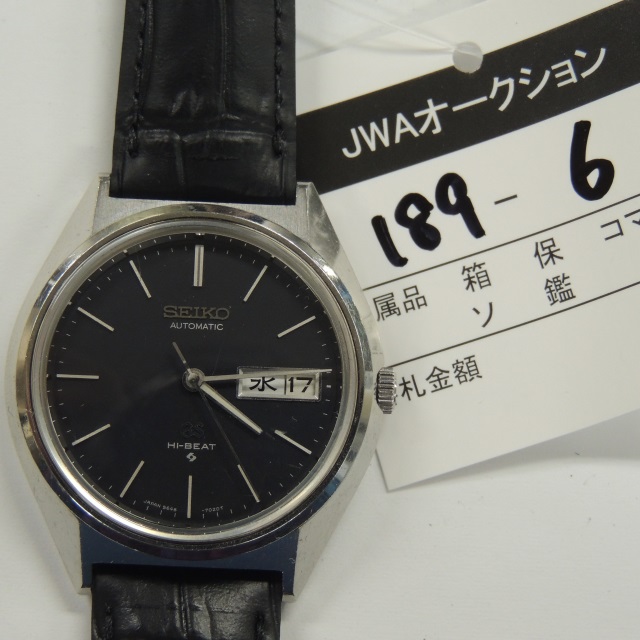 SEIKO
AUTOMATIC
水 17
HI-BEAT
JWAオークション
189-6
属品 箱 保 コマ
ソ 鑑
札金額